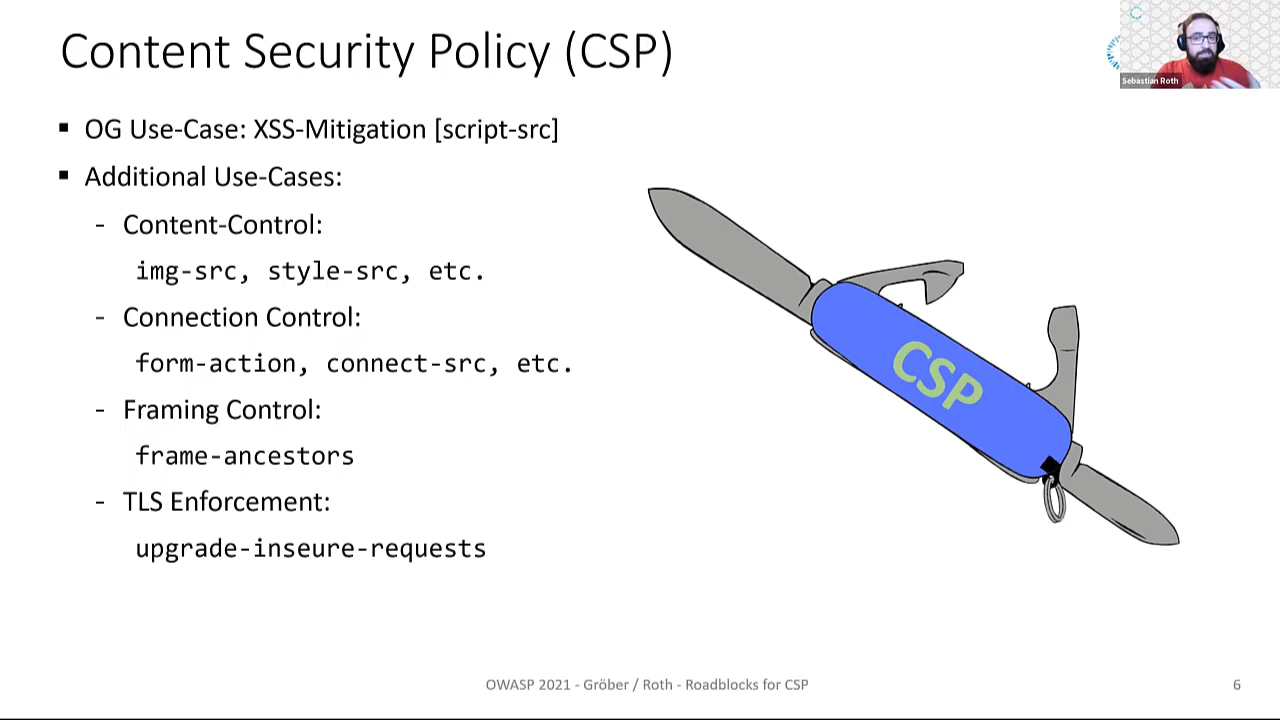 Content Security Policy (CSP)
Sebastian Roth
▪ OG Use-Case: XSS-Mitigation [script-src]
▪ Additional Use-Cases:
- Content-Control:
img-src, style-src, etc.
- Connection Control:
form-action, connect-src, etc.
- Framing Control:
frame-ancestors
- TLS Enforcement:
upgrade-inseure-requests
CSP
OWASP 2021 - Gröber / Roth - Roadblocks for CSP
6